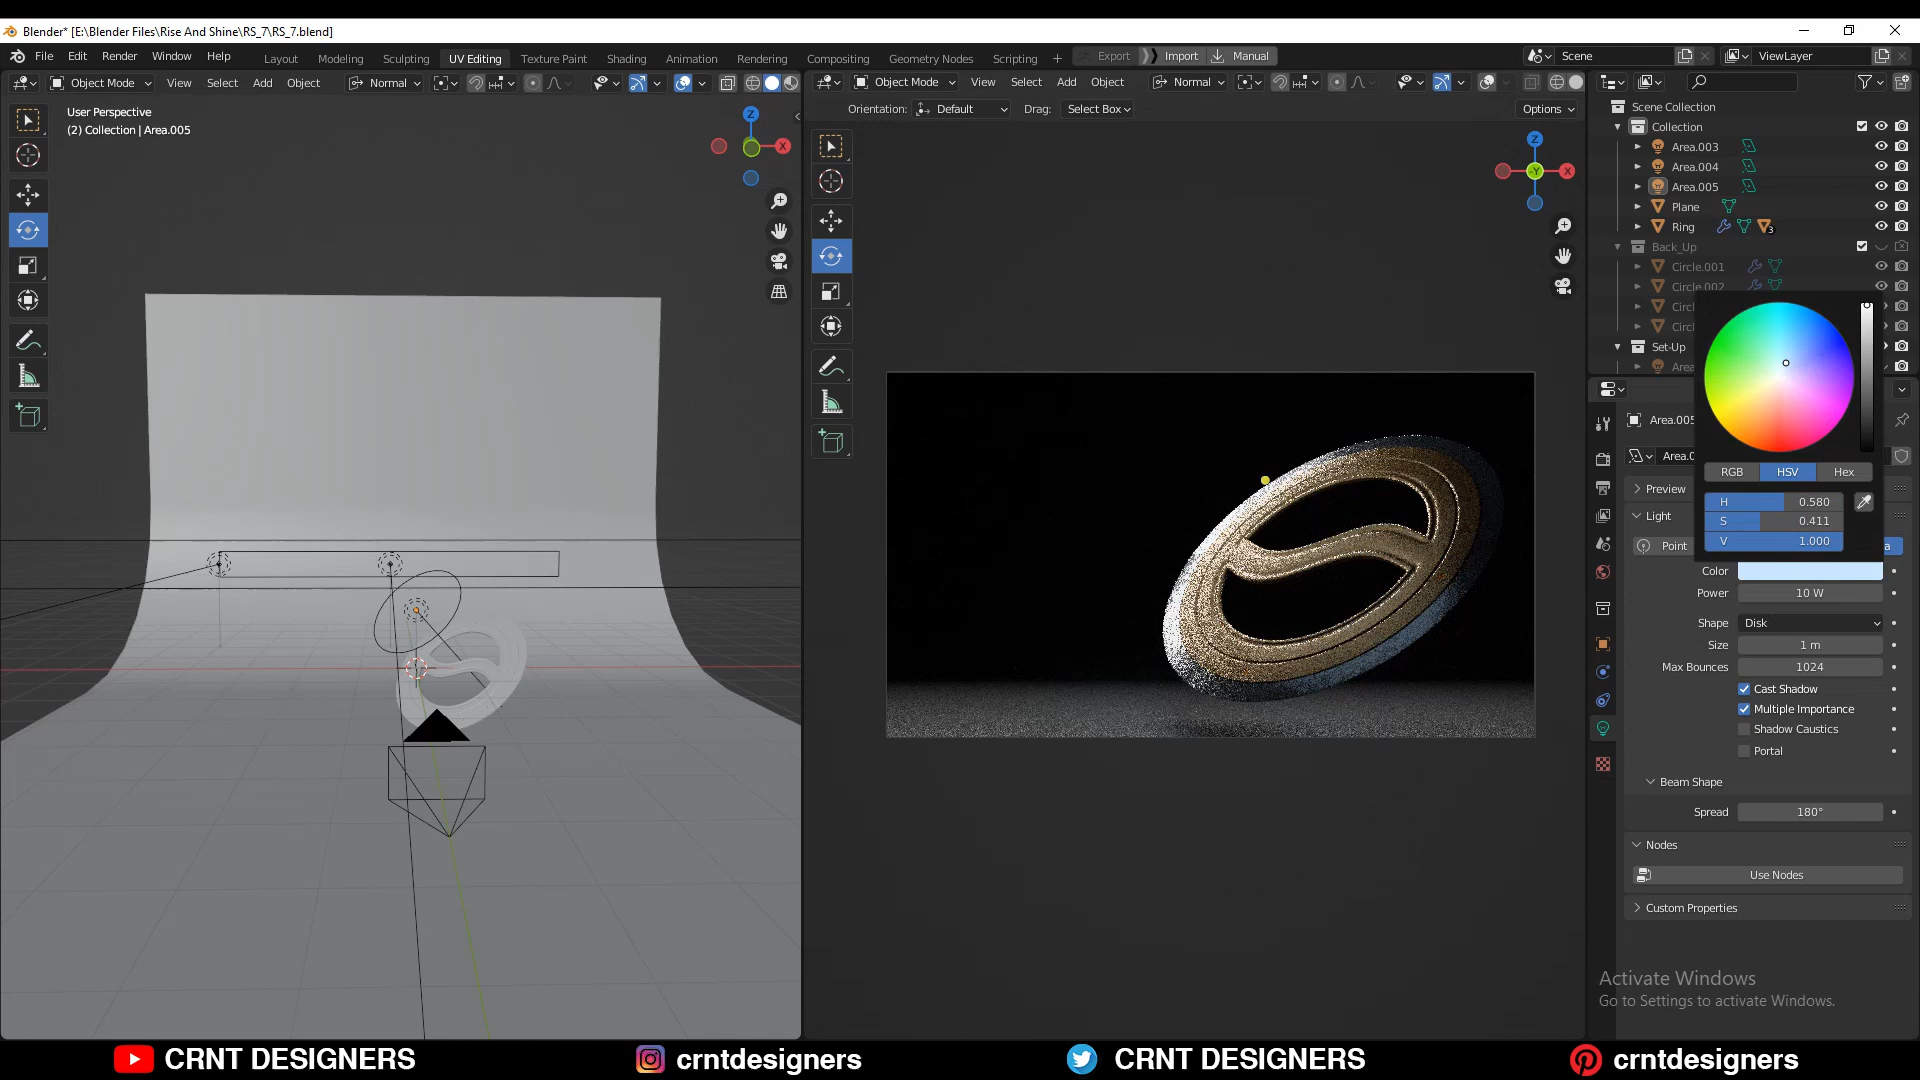 Blender* [E:\Blender Files\Rise And Shine\RS_7\RS_7.blend]
File Edit Render Window Help Layout Modeling Sculpting UV Editing Texture Paint Shading Animation Rendering Compositing Geometry Nodes Scripting + Export Import Manual Scene ViewLayer
Object Mode View Select Add Object Normal
Object Mode View Select Add Object Normal
Orientation: Default Drag: Select Box Options
User Perspective
(2) Collection | Area.005
Z
X
Z
-Y
X
Scene Collection
Collection
Area.003
Area.004
Area.005
Plane
Ring 3
Back_Up
Circle.001
Circle.002
Circl
Circl
Set-Up
Area
Area.005
Area.0
RGB HSV Hex
Preview
H 0.580
Light
S 0.411
V 1.000
Point a
Color
Power 10 W
Shape Disk
Size 1 m
Max Bounces 1024
Cast Shadow
Multiple Importance
Shadow Caustics
Portal
Beam Shape
Spread 180°
Nodes
Use Nodes
Custom Properties
Activate Windows
Go to Settings to activate Windows.
CRNT DESIGNERS crntdesigners CRNT DESIGNERS crntdesigners